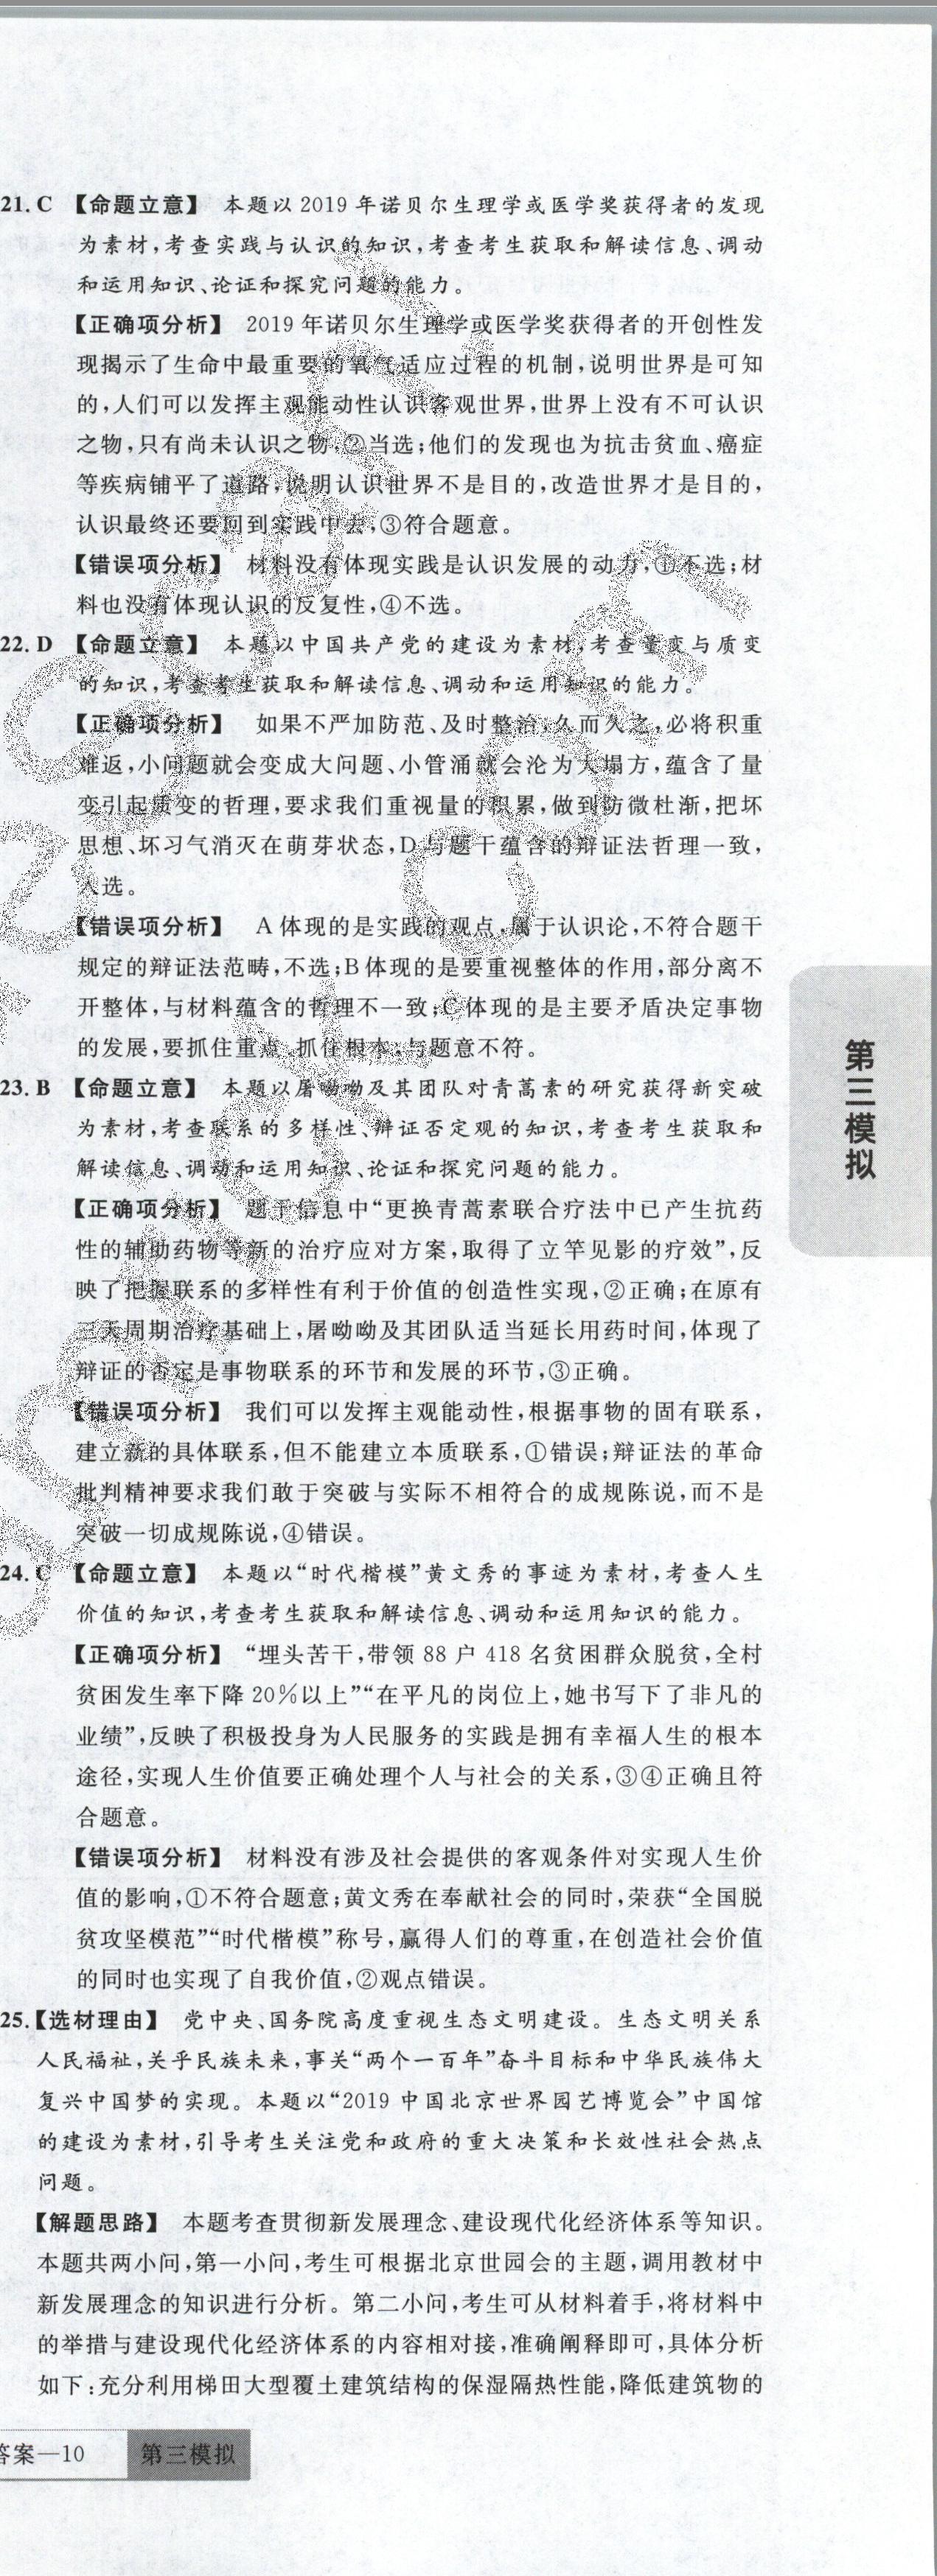 21. C 【命题立意】 本题以 2019 年诺贝尔生理学或医学奖获得者的发现
为素材,考查实践与认识的知识,考查考生获取和解读信息、调动
和运用知识、论证和探究问题的能力。
【正确项分析】 2019 年诺贝尔生理学或医学奖获得者的开创性发
现揭示了生命中最重要的氧气适应过程的机制,说明世界是可知
的,人们可以发挥主观能动性认识客观世界,世界上没有不可认识
之物,只有尚未认识之物,②当选;他们的发现也为抗击贫血、癌症
等疾病铺平了道路,说明认识世界不是目的,改造世界才是目的,
认识最终还要回到实践中去,③符合题意。
【错误项分析】 材料没有体现实践是认识发展的动力,①不选;材
料也没有体现认识的反复性,④不选。
22. D 【命题立意】 本题以中国共产党的建设为素材,考查量变与质变
的知识,考查考生获取和解读信息、调动和运用知识的能力。
【正确项分析】 如果不严加防范、及时整治,久而久之,必将积重
难返,小问题就会变成大问题、小管涌就会沦为大塌方,蕴含了量
变引起质变的哲理,要求我们重视量的积累,做到防微杜渐,把坏
思想、坏习气消灭在萌芽状态,D 与题干蕴含的辩证法哲理一致,
入选。
【错误项分析】 A 体现的是实践的观点,属于认识论,不符合题干
规定的辩证法范畴,不选;B 体现的是要重视整体的作用,部分离不
开整体,与材料蕴含的哲理不一致;C 体现的是主要矛盾决定事物
的发展,要抓住重点、抓住根本,与题意不符。
23. B 【命题立意】 本题以屠呦呦及其团队对青蒿素的研究获得新突破
为素材,考查联系的多样性、辩证否定观的知识,考查考生获取和
解读信息、调动和运用知识、论证和探究问题的能力。
【正确项分析】 题干信息中“更换青蒿素联合疗法中已产生抗药
性的辅助药物等新的治疗应对方案,取得了立竿见影的疗效”,反
映了把握联系的多样性有利于价值的创造性实现,②正确;在原有
三天周期治疗基础上,屠呦呦及其团队适当延长用药时间,体现了
辩证的否定是事物联系的环节和发展的环节,③正确。
【错误项分析】 我们可以发挥主观能动性,根据事物的固有联系,
建立新的具体联系,但不能建立本质联系,①错误;辩证法的革命
批判精神要求我们敢于突破与实际不相符合的成规陈说,而不是
突破一切成规陈说,④错误。
24. C 【命题立意】 本题以“时代楷模”黄文秀的事迹为素材,考查人生
价值的知识,考查考生获取和解读信息、调动和运用知识的能力。
【正确项分析】 “埋头苦干,带领 88 户 418 名贫困群众脱贫,全村
贫困发生率下降 20%以上”“在平凡的岗位上,她书写下了非凡的
业绩”,反映了积极投身为人民服务的实践是拥有幸福人生的根本
途径,实现人生价值要正确处理个人与社会的关系,③④正确且符
合题意。
【错误项分析】 材料没有涉及社会提供的客观条件对实现人生价
值的影响,①不符合题意;黄文秀在奉献社会的同时,荣获“全国脱
贫攻坚模范”“时代楷模”称号,赢得人们的尊重,在创造社会价值
的同时也实现了自我价值,②观点错误。
25.【选材理由】 党中央、国务院高度重视生态文明建设。生态文明关系
人民福祉,关乎民族未来,事关“两个一百年”奋斗目标和中华民族伟大
复兴中国梦的实现。本题以“2019 中国北京世界园艺博览会”中国馆
的建设为素材,引导考生关注党和政府的重大决策和长效性社会热点
问题。
【解题思路】 本题考查贯彻新发展理念、建设现代化经济体系等知识。
本题共两小问,第一小问,考生可根据北京世园会的主题,调用教材中
新发展理念的知识进行分析。第二小问,考生可从材料着手,将材料中
的举措与建设现代化经济体系的内容相对接,准确阐释即可,具体分析
如下:充分利用梯田大型覆土建筑结构的保湿隔热性能,降低建筑物的
第三模拟
答案—10 第三模拟